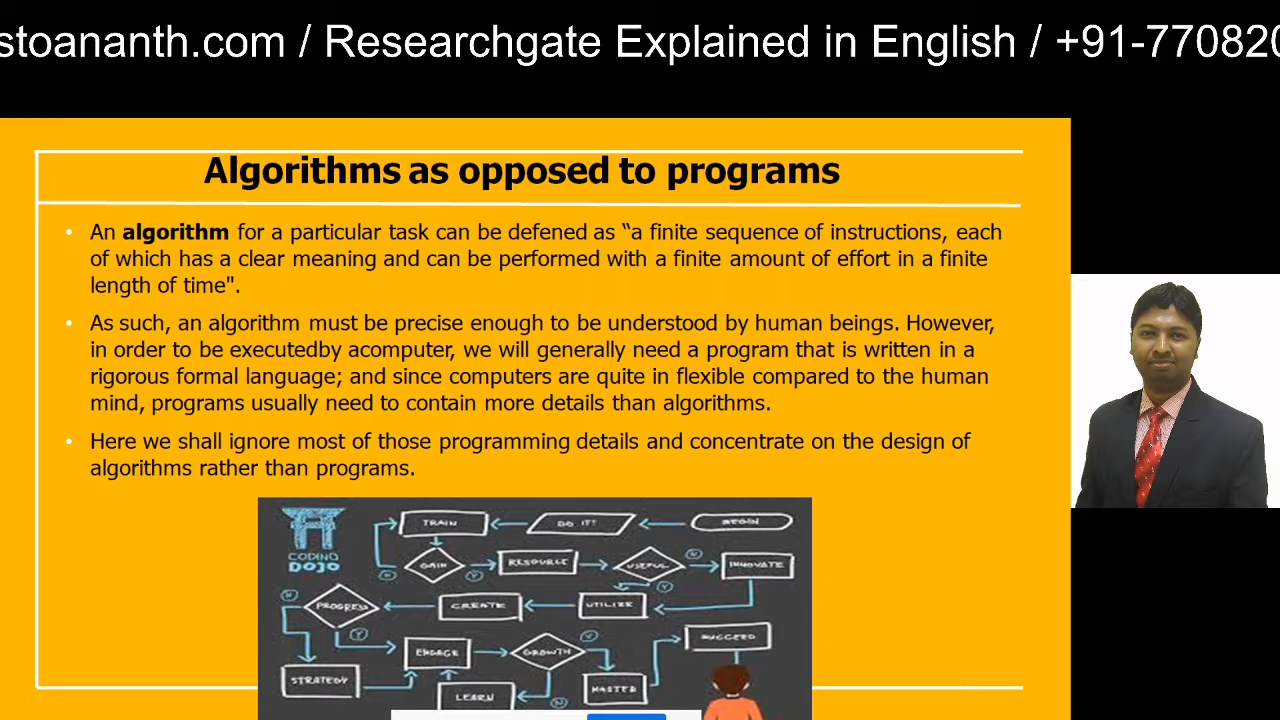 stoananth.com / Researchgate Explained in English / +91-770820
Algorithms as opposed to programs
• An algorithm for a particular task can be defened as “a finite sequence of instructions, each
of which has a clear meaning and can be performed with a finite amount of effort in a finite
length of time".
• As such, an algorithm must be precise enough to be understood by human beings. However,
in order to be executedby acomputer, we will generally need a program that is written in a
rigorous formal language; and since computers are quite in flexible compared to the human
mind, programs usually need to contain more details than algorithms.
• Here we shall ignore most of those programming details and concentrate on the design of
algorithms rather than programs.
CODING
DOJO
TRAIN
DO IT!
BEGIN
GAIN
RESOURCE
USEFUL
N
INNOVATE
N
Y
Y
N
PROGRESS
CREATE
UTILIZE
Y
ENGAGE
GROWTH
Y
SUCCEED
STRATEGY
LEARN
N
MASTER